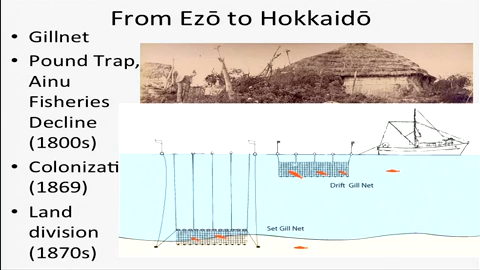 From Ezō to Hokkaidō
• Gillnet
• Pound Trap,
Ainu
Fisheries
Decline
(1800s)
• Colonizati
(1869)
• Land
division
(1870s)
Drift Gill Net
Set Gill Net